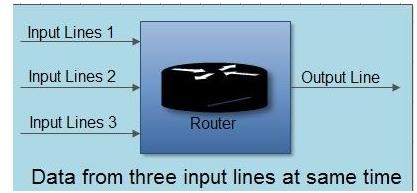 Input Lines 1
Input Lines 2
Output Line
Input Lines 3
Router
Data from three input lines at same time